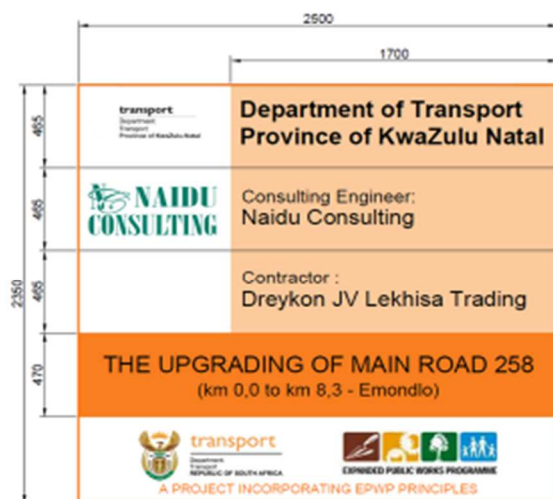 2500
1700
transport
Department
Transport
Province of KwaZulu Natal
Department of Transport
Province of KwaZulu Natal
465
NAIDU
CONSULTING
Consulting Engineer:
Naidu Consulting
465
Contractor :
Dreykon JV Lekhisa Trading
465
2350
THE UPGRADING OF MAIN ROAD 258
(km 0,0 to km 8,3 - Emondlo)
470
transport
Department
Transport
REPUBLIC OF SOUTH AFRICA
EXPANDED PUBLIC WORKS PROGRAMME
A PROJECT INCORPORATING EPWP PRINCIPLES